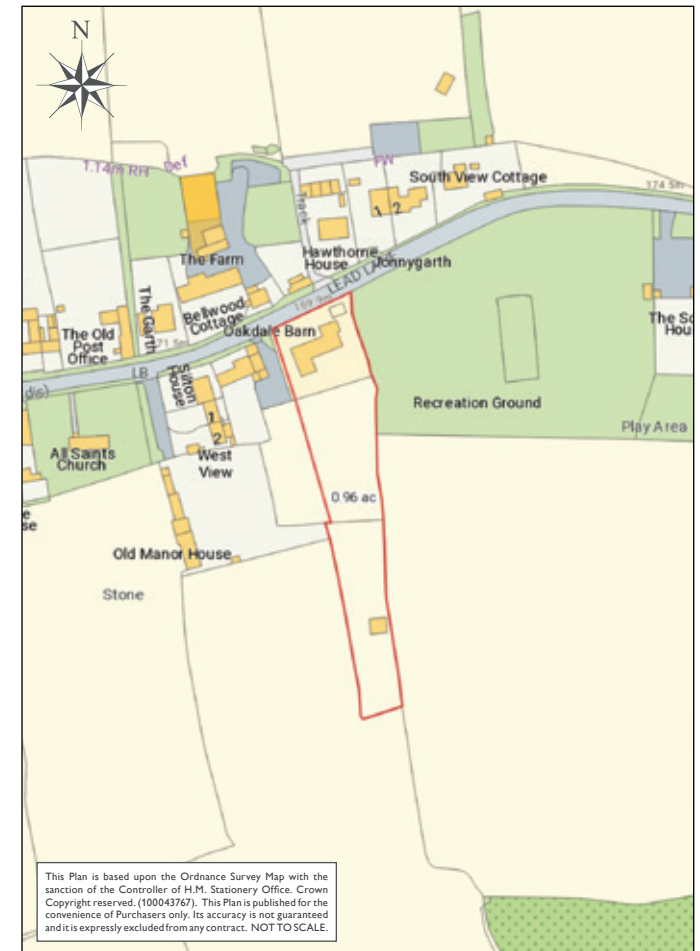 N
1.14m RH
Def
FW
South View Cottage
174.5m
1 2
Track
Hawthorne
House
Jonnygarth
The Farm
LEAD LANE
169.9m
Bellwood
Cottage
The Garth
Oakdale Barn
The Old
Post
Office
171.5m
LB
Silton
House
The
Hou
Recreation Ground
Play Area
1
2
All Saints
Church
West
View
0.96 ac
se
Old Manor House
Stone
This Plan is based upon the Ordnance Survey Map with the
sanction of the Controller of H.M. Stationery Office. Crown
Copyright reserved. (100043767). This Plan is published for the
convenience of Purchasers only. Its accuracy is not guaranteed
and it is expressly excluded from any contract. NOT TO SCALE.